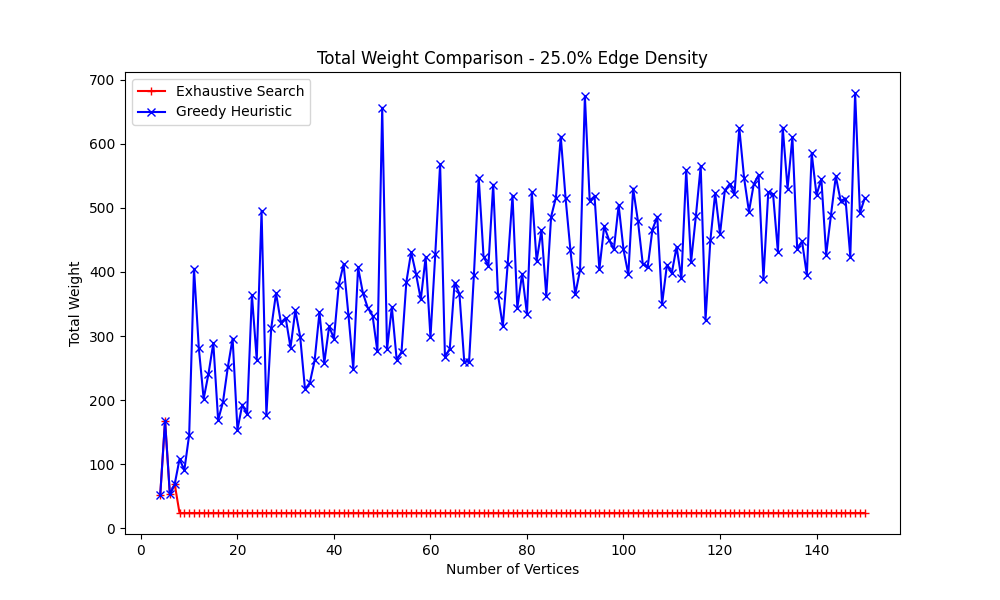 Total Weight Comparison - 25.0% Edge Density
Exhaustive Search
Greedy Heuristic
Total Weight
700
600
500
400
300
200
100
0
0 20 40 60 80 100 120 140
Number of Vertices